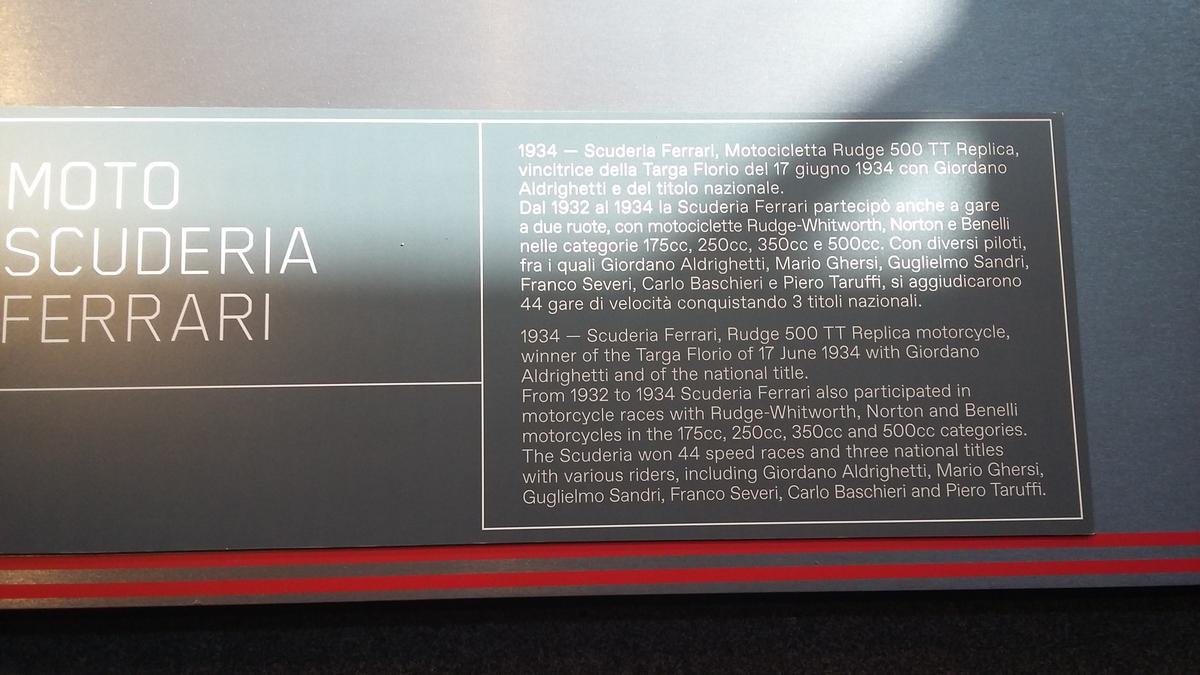 MOTO
SCUDERIA
FERRARI
1934 — Scuderia Ferrari, Motocicletta Rudge 500 TT Replica,
vincitrice della Targa Florio del 17 giugno 1934 con Giordano
Aldrighetti e del titolo nazionale.
Dal 1932 al 1934 la Scuderia Ferrari partecipò anche a gare
a due ruote, con motociclette Rudge-Whitworth, Norton e Benelli
nelle categorie 175cc, 250cc, 350cc e 500cc. Con diversi piloti,
fra i quali Giordano Aldrighetti, Mario Ghersi, Guglielmo Sandri,
Franco Severi, Carlo Baschieri e Piero Taruffi, si aggiudicarono
44 gare di velocità conquistando 3 titoli nazionali.
1934 — Scuderia Ferrari, Rudge 500 TT Replica motorcycle,
winner of the Targa Florio of 17 June 1934 with Giordano
Aldrighetti and of the national title.
From 1932 to 1934 Scuderia Ferrari also participated in
motorcycle races with Rudge-Whitworth, Norton and Benelli
motorcycles in the 175cc, 250cc, 350cc and 500cc categories.
The Scuderia won 44 speed races and three national titles
with various riders, including Giordano Aldrighetti, Mario Ghersi,
Guglielmo Sandri, Franco Severi, Carlo Baschieri and Piero Taruffi.